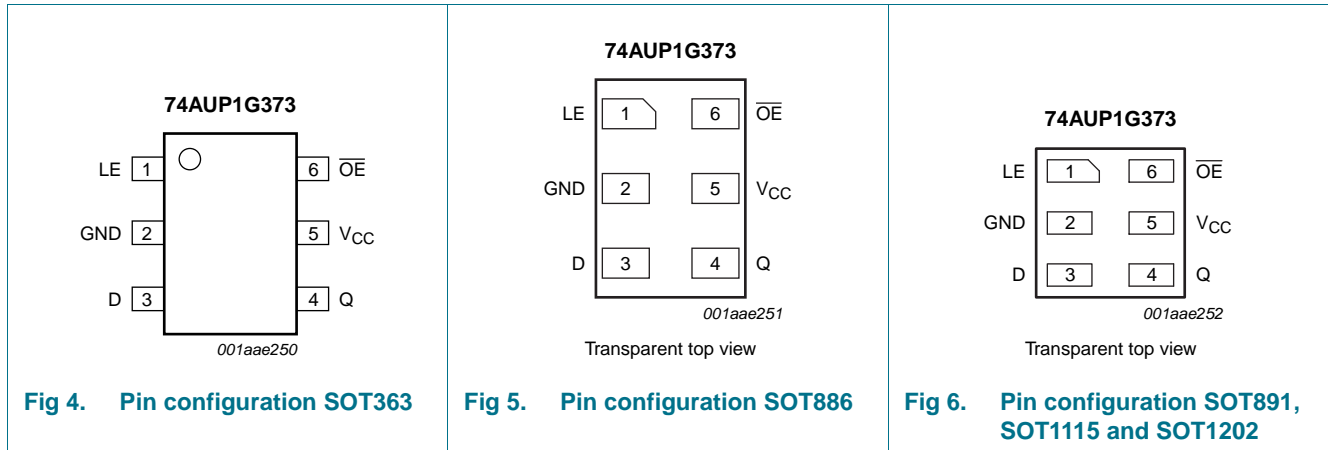 74AUP1G373
LE 1 6 OE
GND 2 5 VCC
D 3 4 Q
001aae250
Fig 4. Pin configuration SOT363
74AUP1G373
LE 1 6 OE
GND 2 5 VCC
D 3 4 Q
001aae251
Transparent top view
Fig 5. Pin configuration SOT886
74AUP1G373
LE 1 6 OE
GND 2 5 VCC
D 3 4 Q
001aae252
Transparent top view
Fig 6. Pin configuration SOT891,
SOT1115 and SOT1202